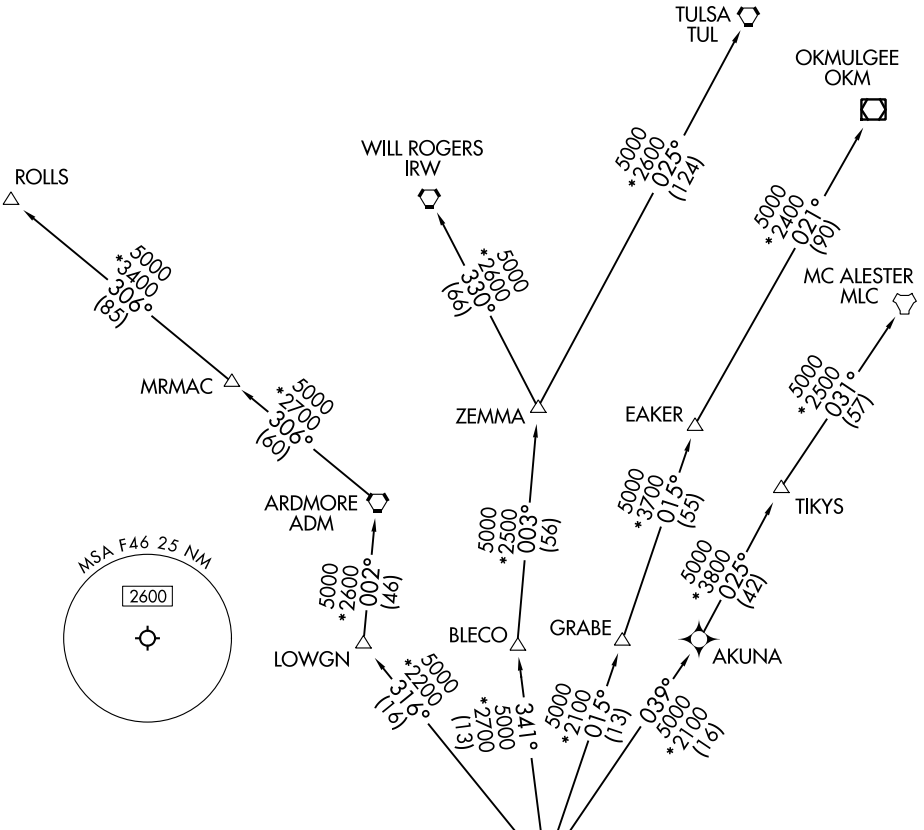 TULSA
TUL
OKMULGEE
OKM
5000
*2600
025°
(124)
WILL ROGERS
IRW
ROLLS
5000
*2400
021°
(90)
5000
*3400
306°
(85)
5000
*2600
330°
(66)
MC ALESTER
MLC
MRMAC
5000
*2700
306°
(60)
ZEMMA
EAKER
5000
*2500
031°
(57)
ARDMORE
ADM
5000
*2500
003°
(56)
5000
*3700
015°
(55)
TIKYS
MSA F46 25 NM
2600
5000
*2600
002°
(46)
5000
*3800
025°
(42)
LOWGN
BLECO
GRABE
AKUNA
5000
*2200
316°
(16)
341°
5000
*2700
(13)
5000
*2100
015°
(13)
039°
5000
*2100
(16)